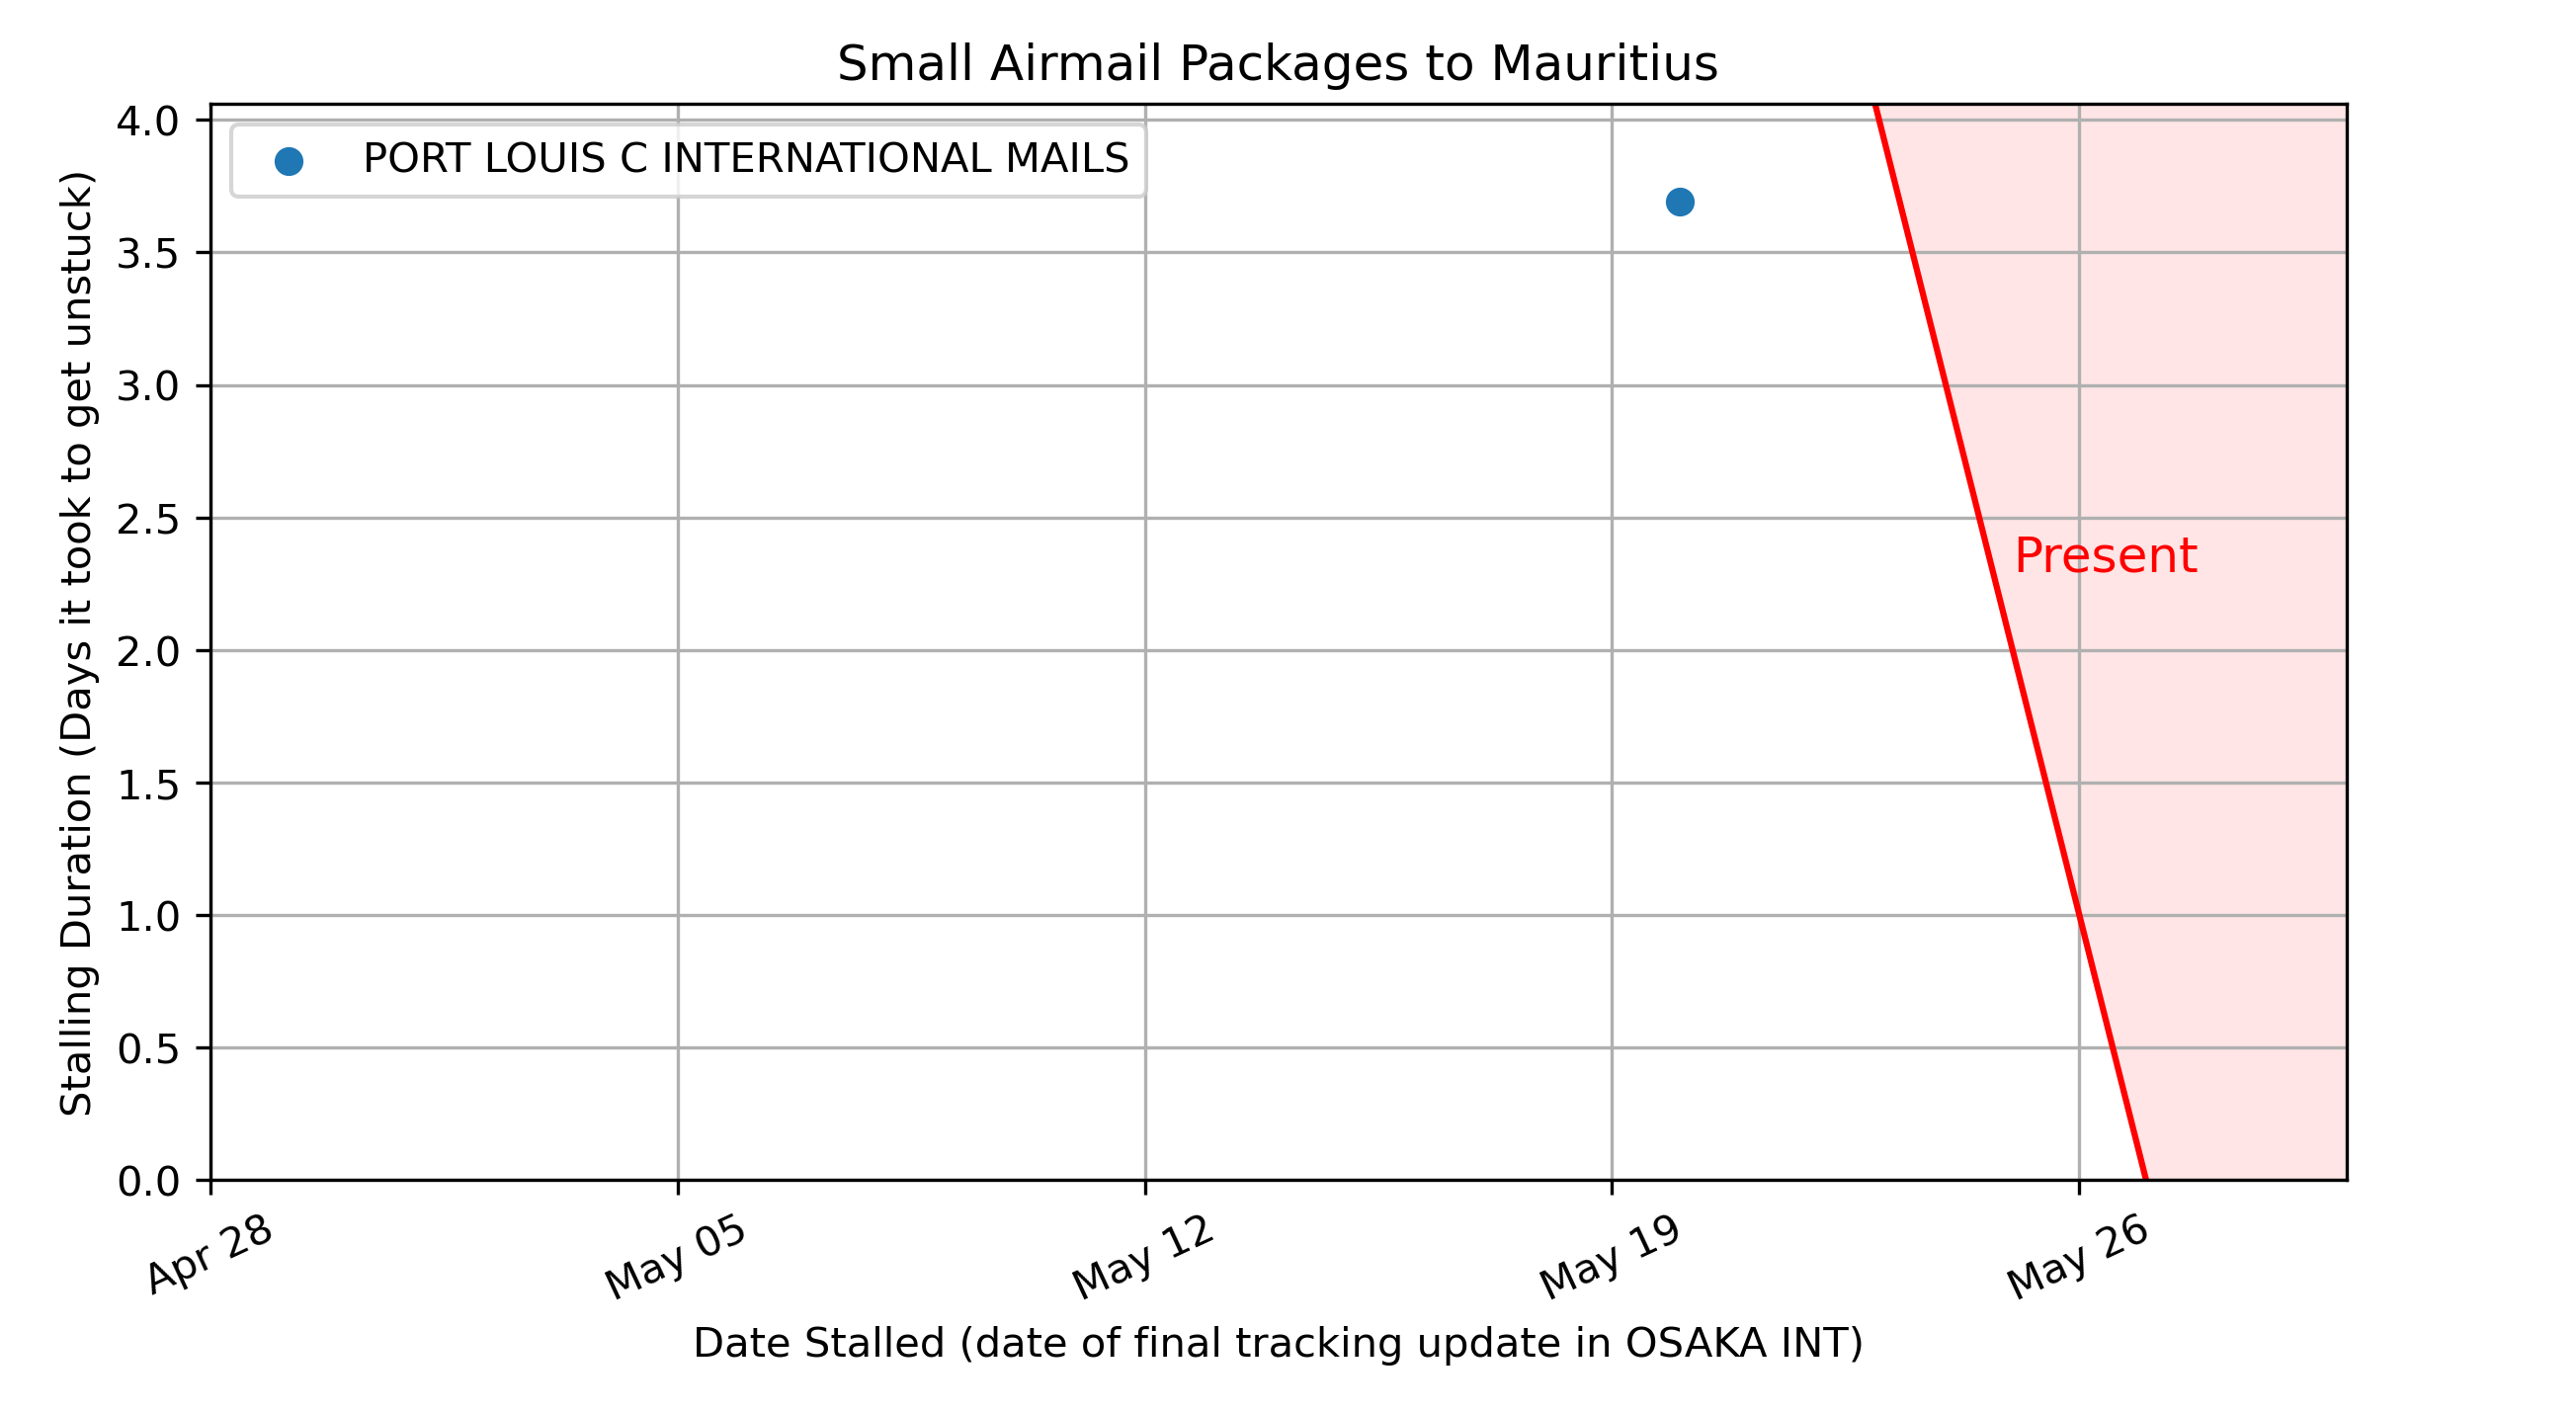 Small Airmail Packages to Mauritius
PORT LOUIS C INTERNATIONAL MAILS
Stalling Duration (Days it took to get unstuck)
4.0
3.5
3.0
2.5
2.0
1.5
1.0
0.5
0.0
Present
Apr 28
May 05
May 12
May 19
May 26
Date Stalled (date of final tracking update in OSAKA INT)